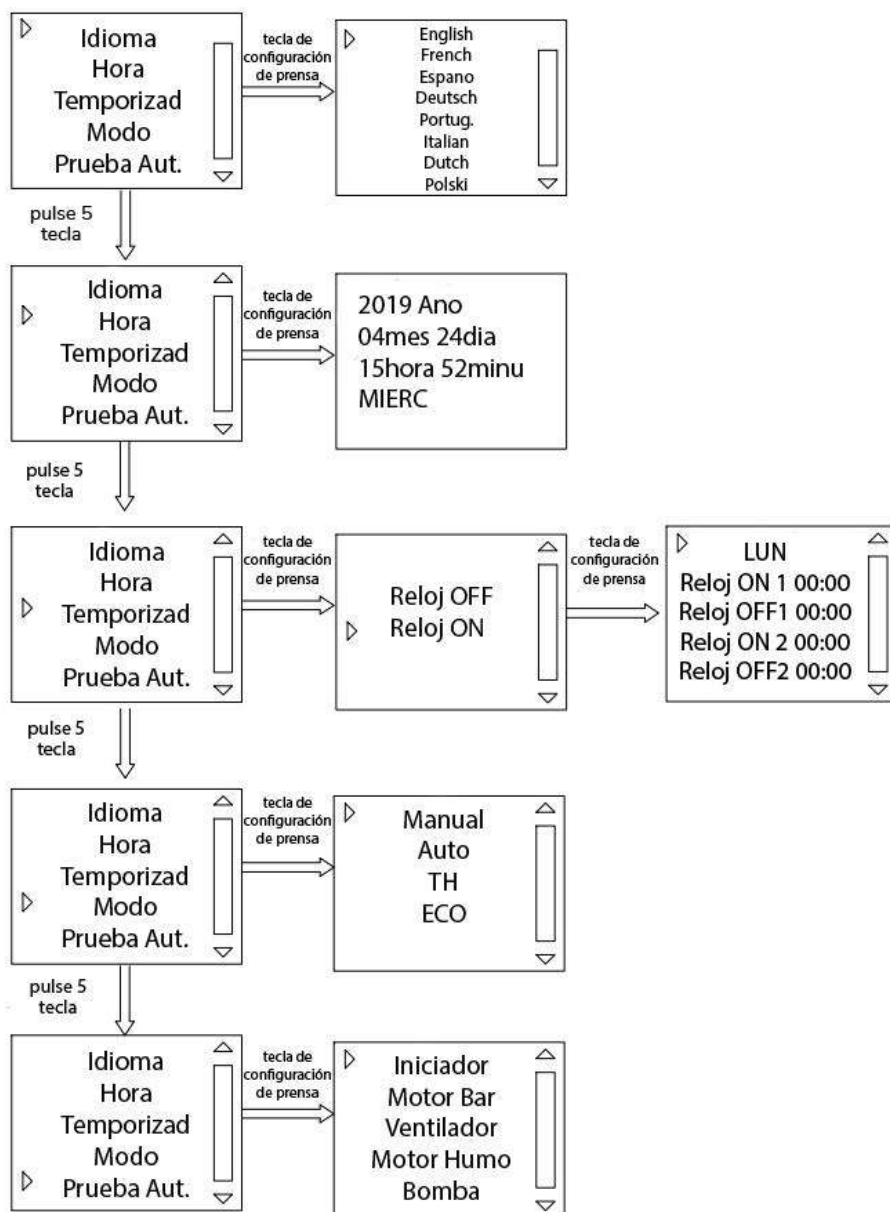 Idioma
Hora
Temporizad
Modo
Prueba Aut.
tecla de
configuración
de prensa
English
French
Espano
Deutsch
Portug.
Italian
Dutch
Polski
pulse 5
tecla
Idioma
Hora
Temporizad
Modo
Prueba Aut.
tecla de
configuración
de prensa
2019 Ano
04mes 24dia
15hora 52minu
MIERC
pulse 5
tecla
Idioma
Hora
Temporizad
Modo
Prueba Aut.
tecla de
configuración
de prensa
Reloj OFF
Reloj ON
tecla de
configuración
de prensa
LUN
Reloj ON 1 00:00
Reloj OFF1 00:00
Reloj ON 2 00:00
Reloj OFF2 00:00
pulse 5
tecla
Idioma
Hora
Temporizad
Modo
Prueba Aut.
tecla de
configuración
de prensa
Manual
Auto
TH
ECO
pulse 5
tecla
Idioma
Hora
Temporizad
Modo
Prueba Aut.
tecla de
configuración
de prensa
Iniciador
Motor Bar
Ventilador
Motor Humo
Bomba